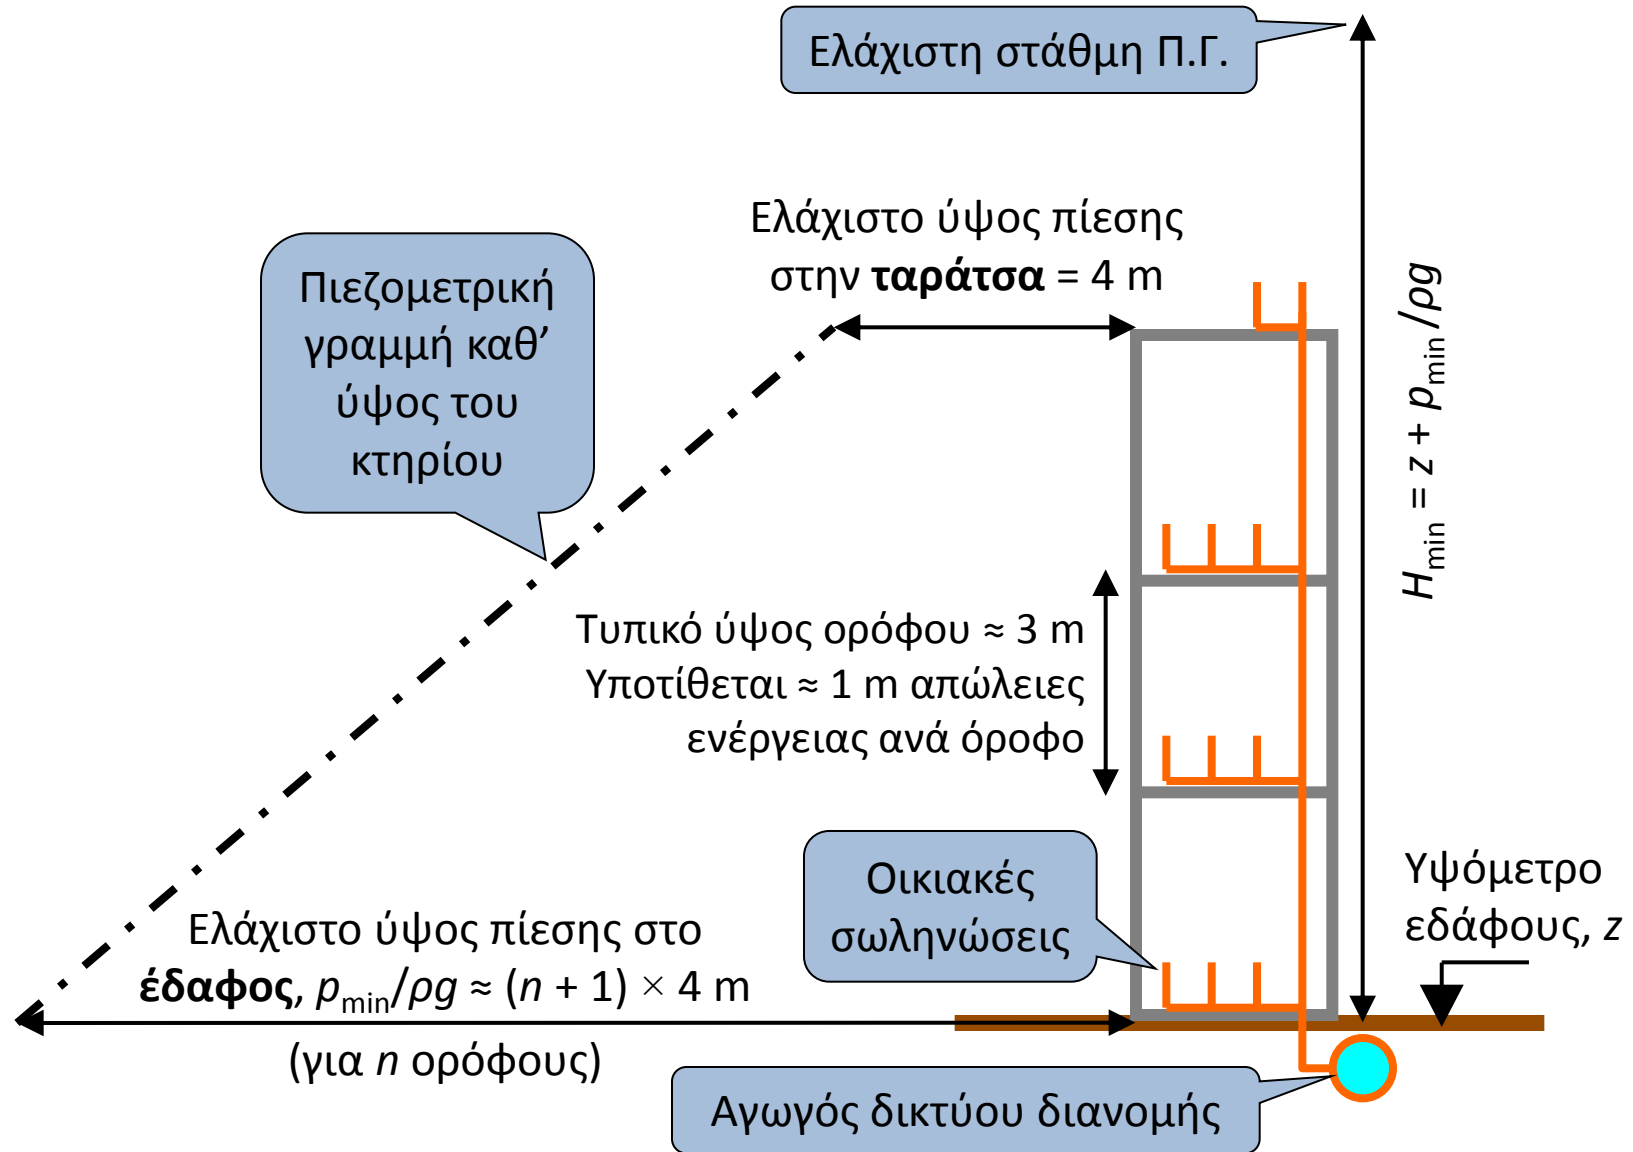 Ελάχιστη στάθμη Π.Γ.
Ελάχιστο ύψος πίεσης
στην ταράτσα = 4 m
Πιεζομετρική
γραμμή καθ’
ύψος του
κτηρίου
H_min = z + p_min/ρg
Τυπικό ύψος ορόφου ≈ 3 m
Υποτίθεται ≈ 1 m απώλειες
ενέργειας ανά όροφο
Οικιακές
σωληνώσεις
Υψόμετρο
εδάφους, z
Ελάχιστο ύψος πίεσης στο
έδαφος, p_min/ρg ≈ (n + 1) × 4 m
(για n ορόφους)
Αγωγός δικτύου διανομής